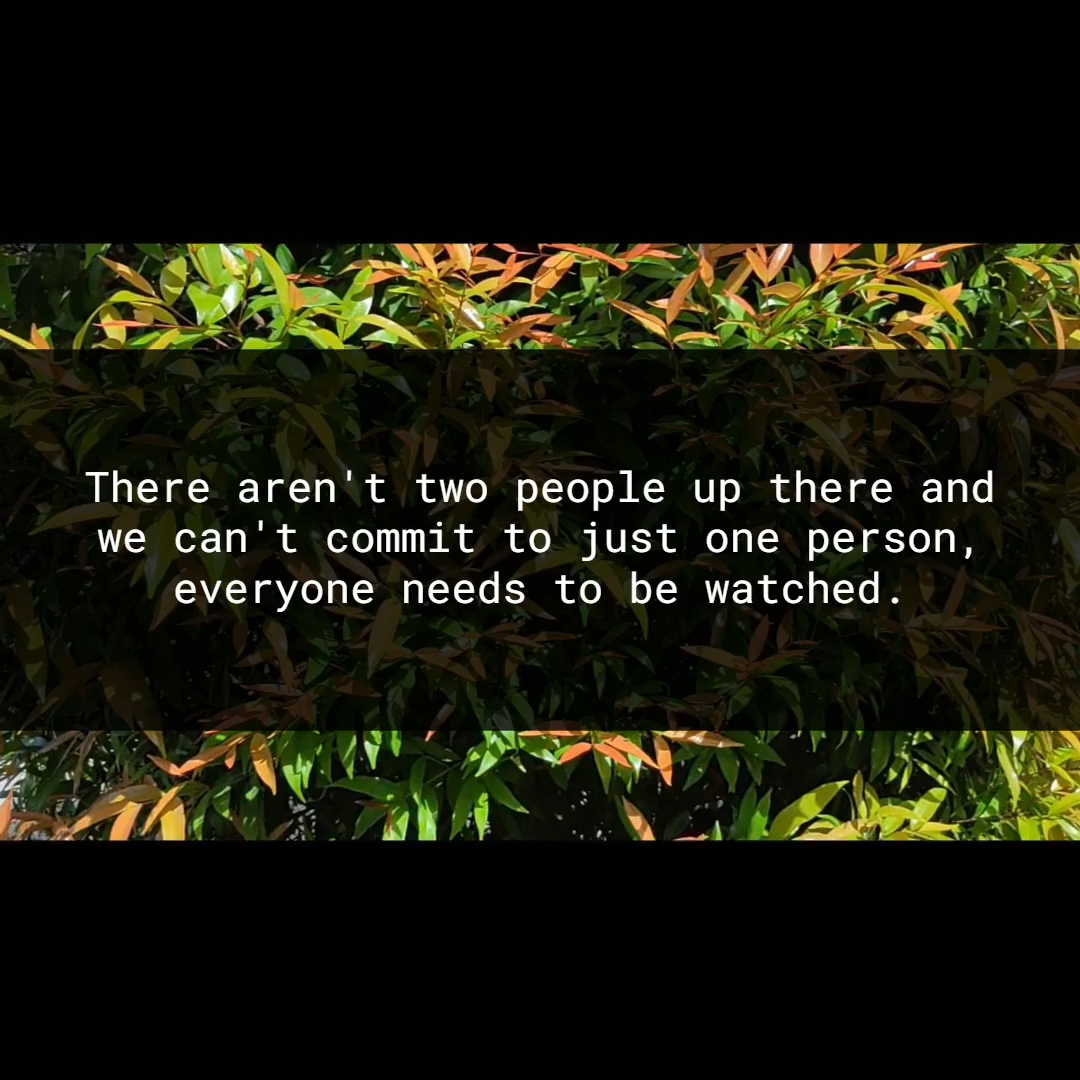 There aren't two people up there and
we can't commit to just one person,
everyone needs to be watched.